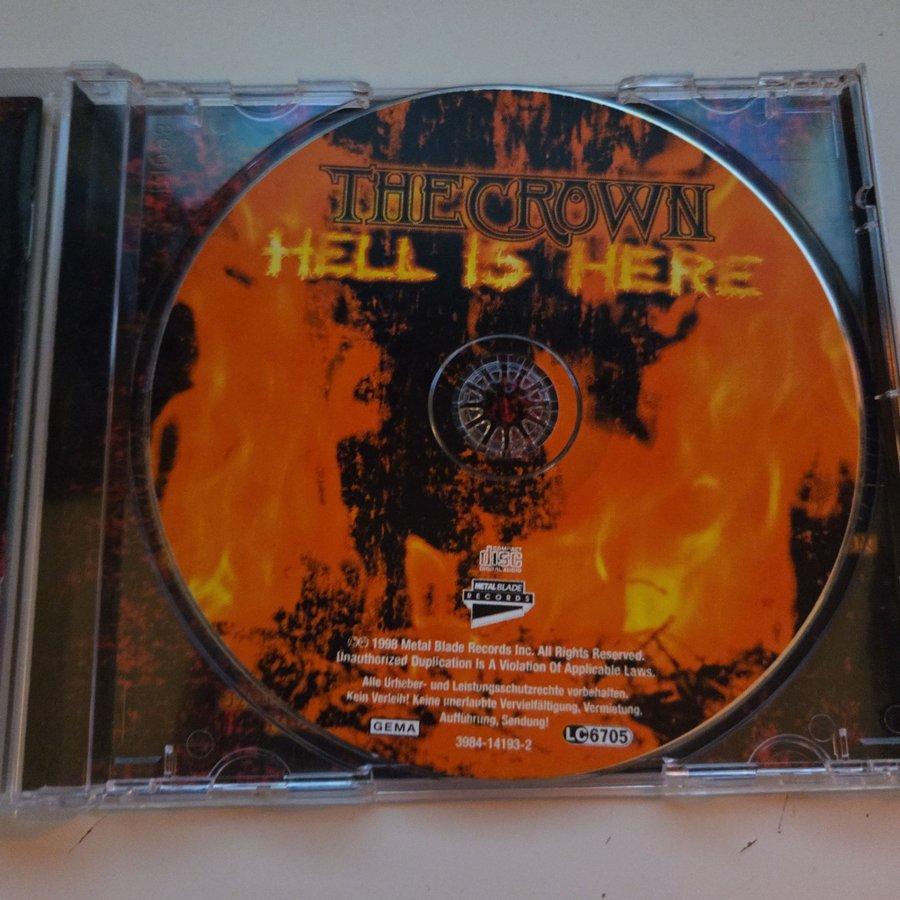 THE CROWN
HELL IS HERE
COMPACT
disc
DIGITAL AUDIO
METAL BLADE
RECORDS
℗© 1998 Metal Blade Records Inc. All Rights Reserved.
Unauthorized Duplication Is A Violation Of Applicable Laws.
Alle Urheber- und Leistungsschutzrechte vorbehalten.
Kein Verleih! Keine unerlaubte Vervielfältigung, Vermietung,
Aufführung, Sendung!
GEMA
LC6705
3984-14193-2